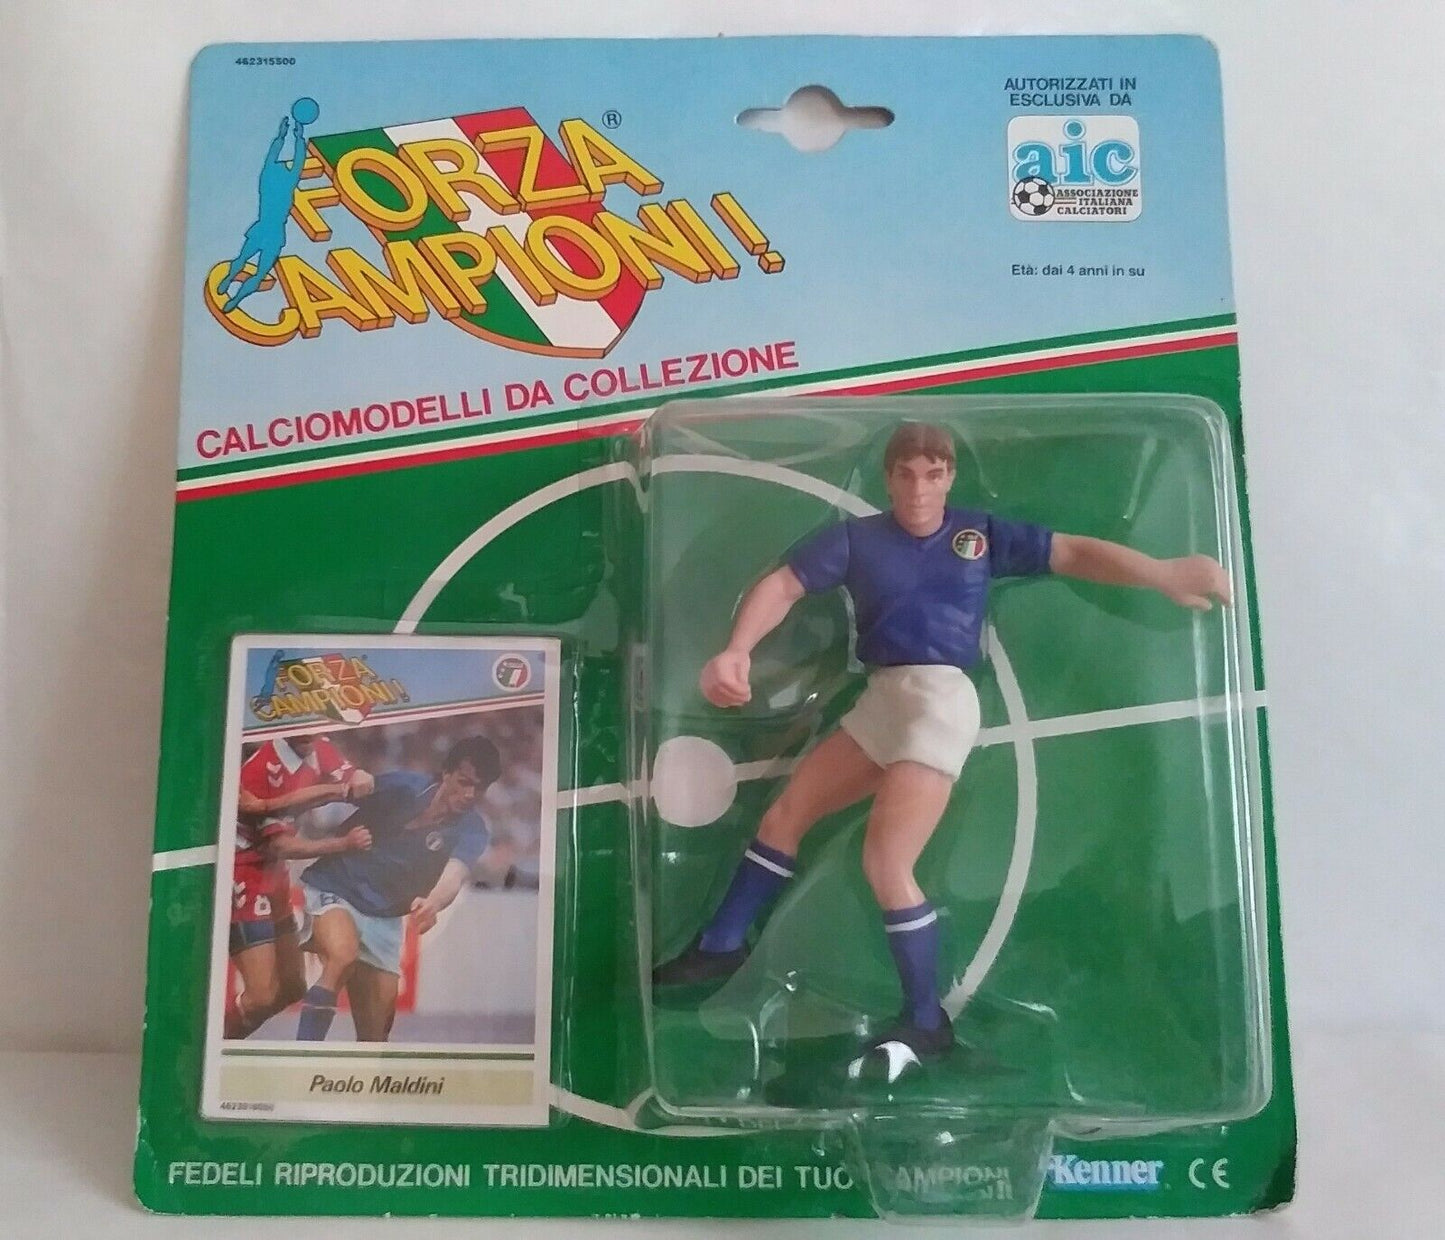 462315500
FORZA
CAMPIONI!
®
CALCIOMODELLI DA COLLEZIONE
AUTORIZZATI IN
ESCLUSIVA DA
aic
ASSOCIAZIONE
ITALIANA
CALCIATORI
Età: dai 4 anni in su
FORZA
CAMPIONI!
8
Paolo Maldini
FEDELI RIPRODUZIONI TRIDIMENSIONALI DEI TUOI CAMPIONI
Kenner CE